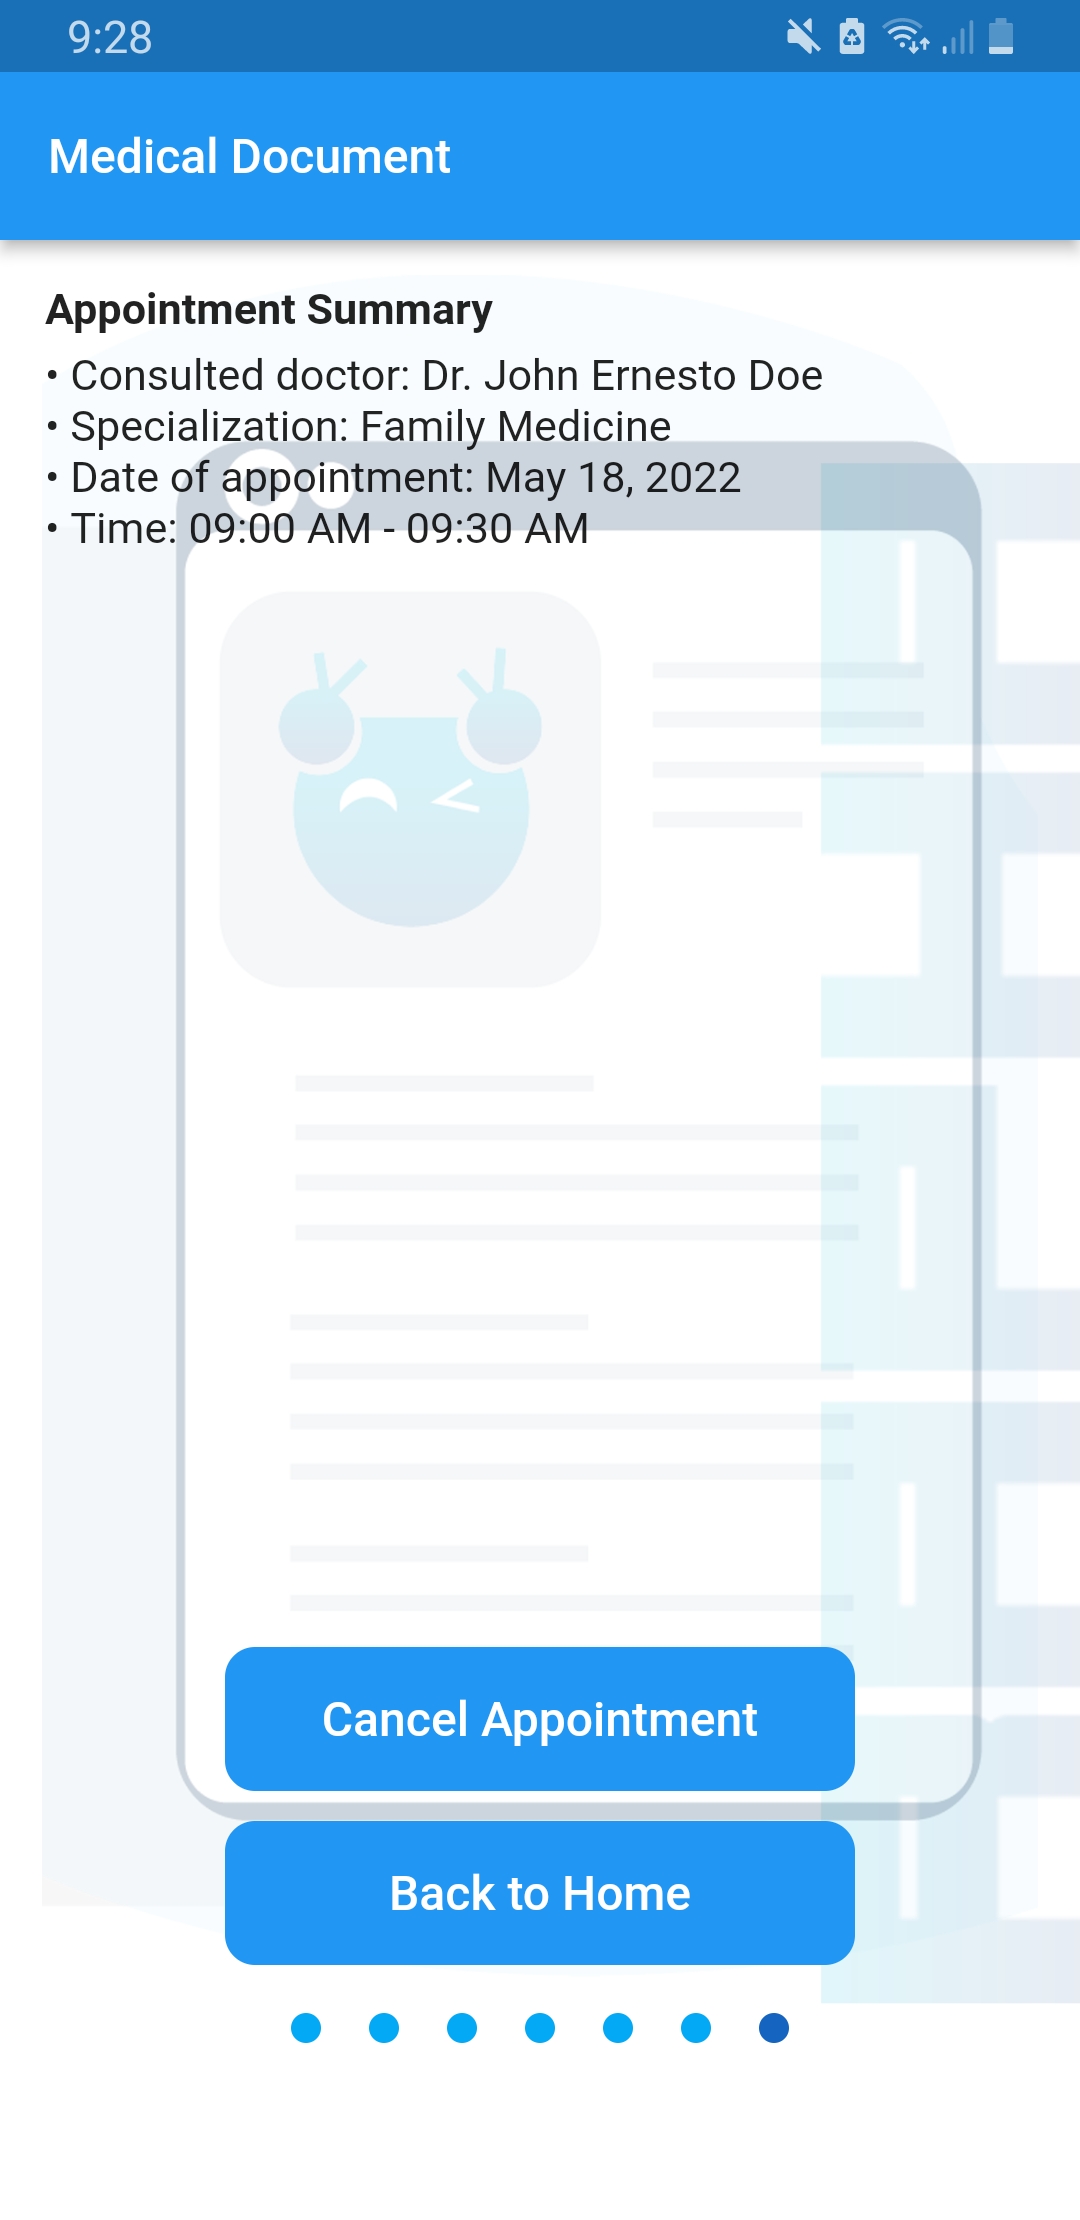 9:28
Medical Document
Appointment Summary
• Consulted doctor: Dr. John Ernesto Doe
• Specialization: Family Medicine
• Date of appointment: May 18, 2022
• Time: 09:00 AM - 09:30 AM
Cancel Appointment
Back to Home